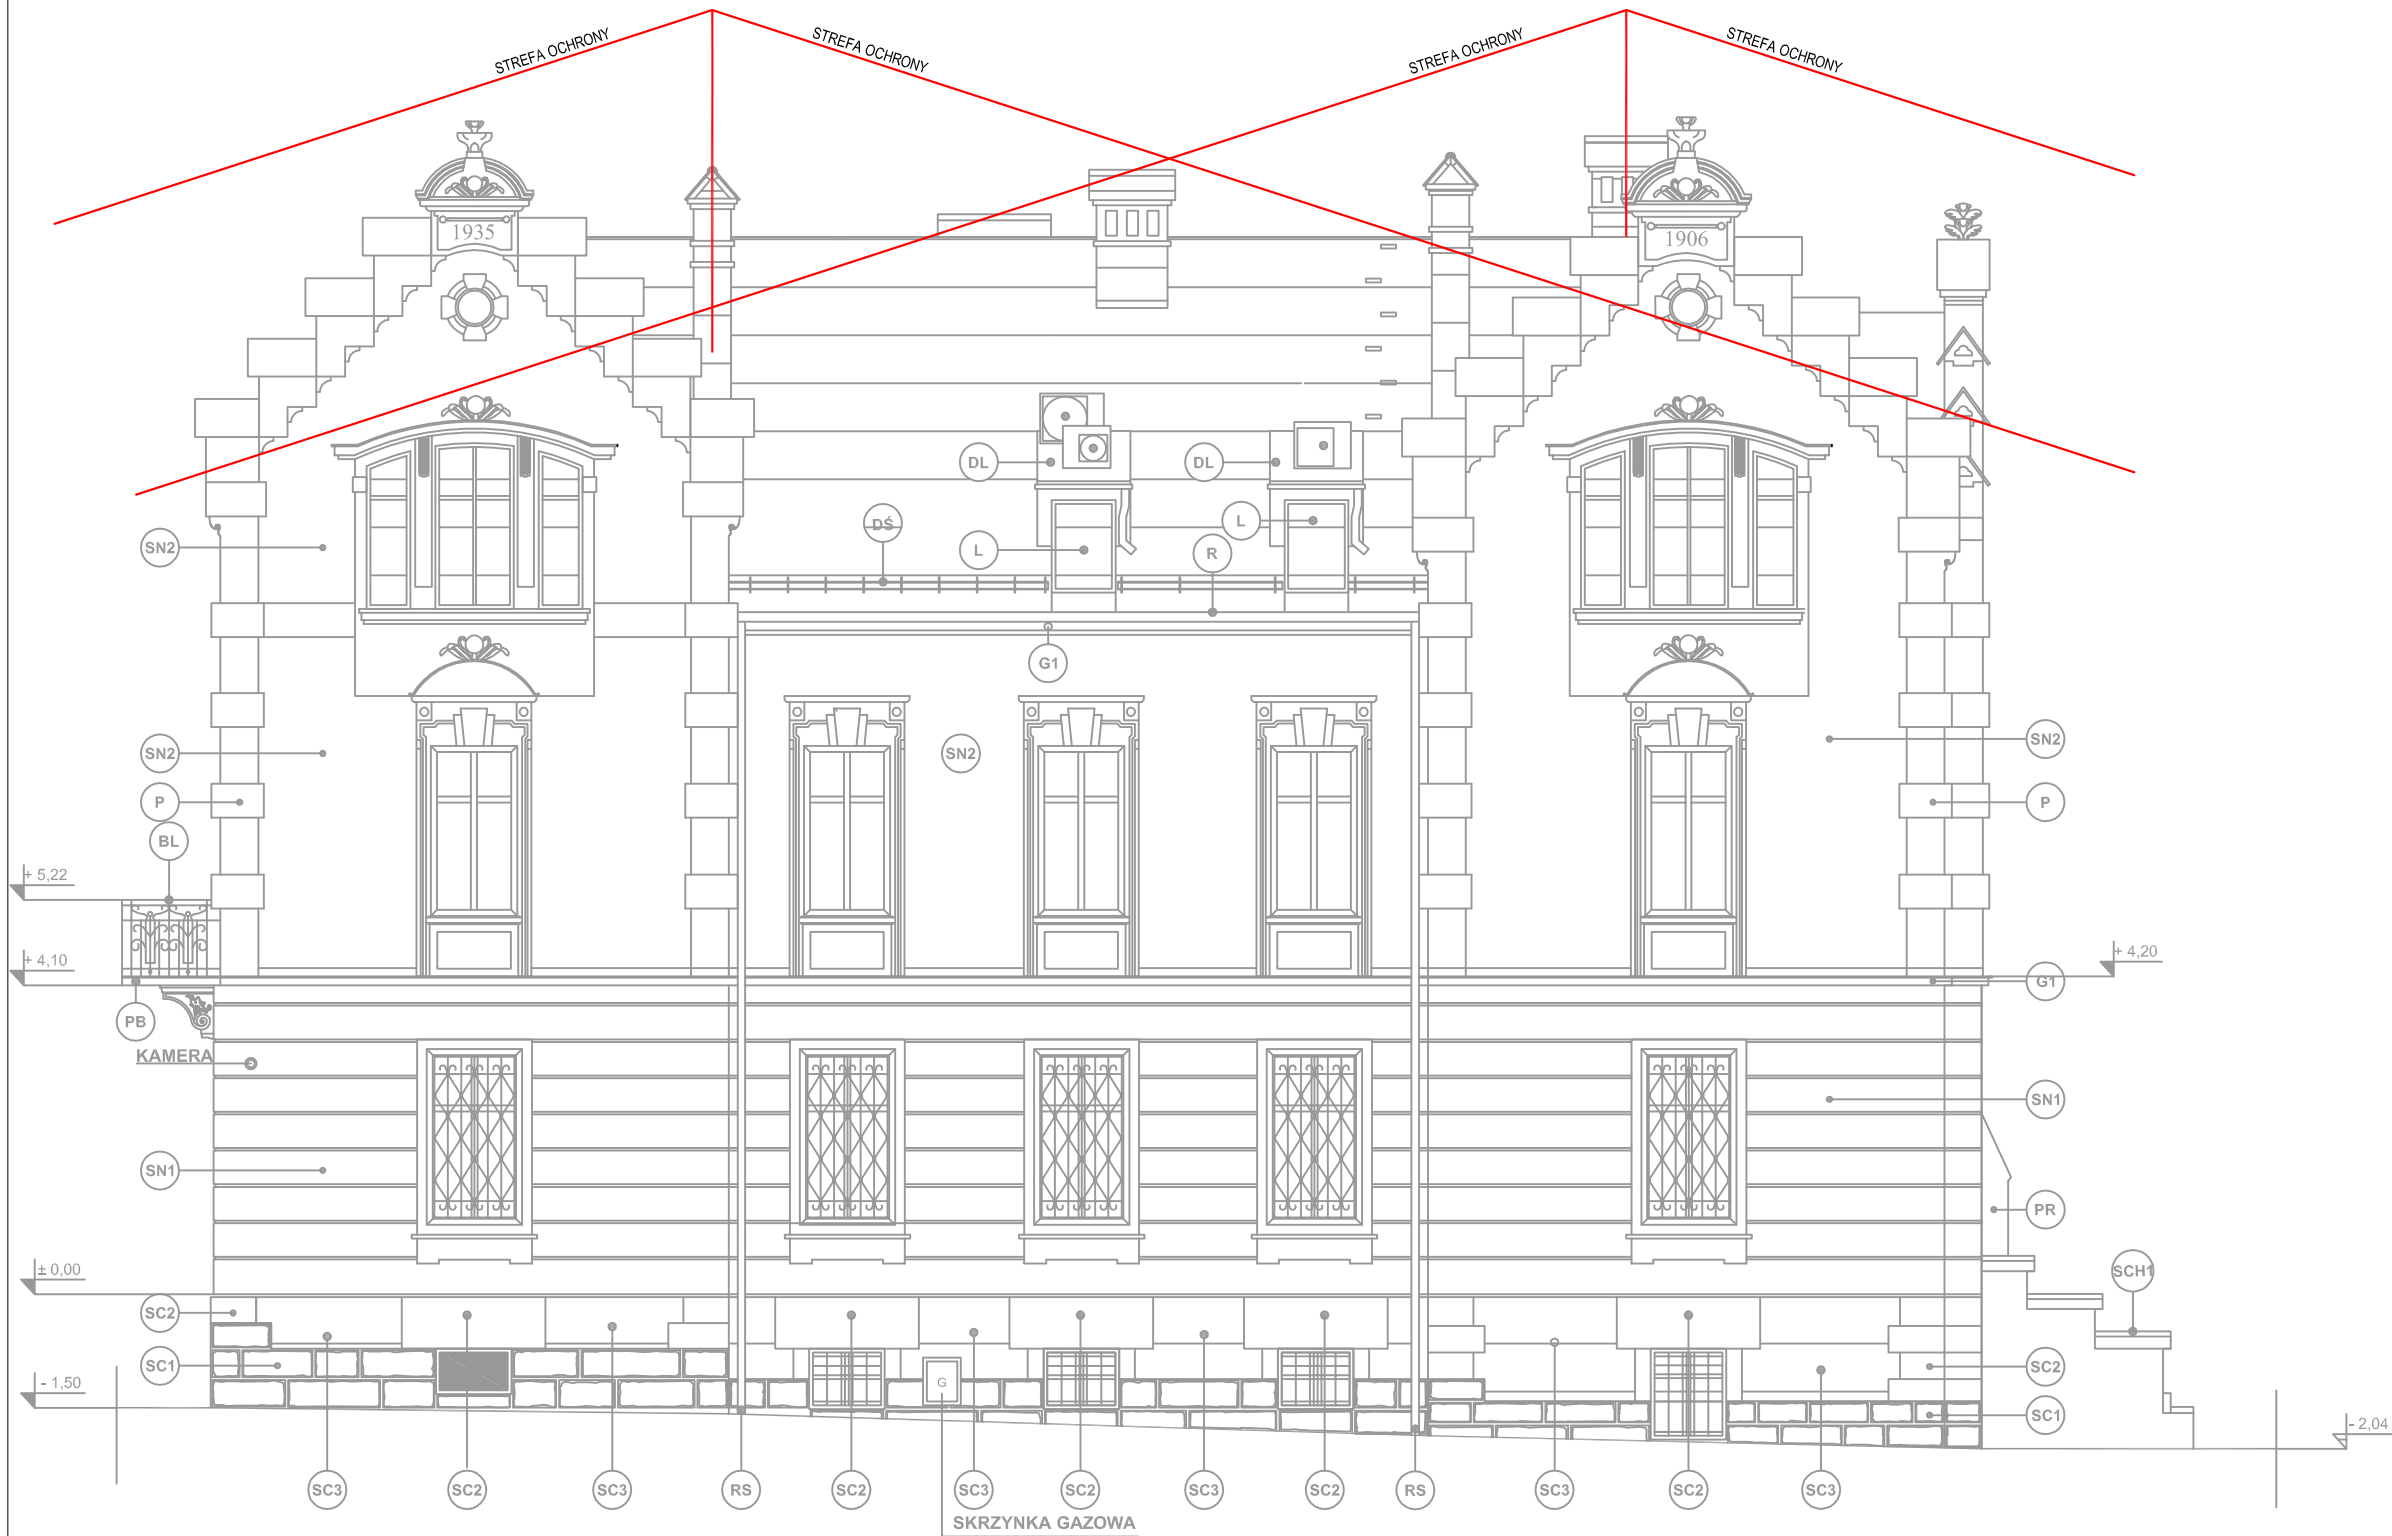 STREFA OCHRONY
STREFA OCHRONY
STREFA OCHRONY
STREFA OCHRONY
1935
1906
DL
DL
DŚ
L
L
R
SN2
G1
SN2
SN2
SN2
P
P
BL
+ 5,22
+ 4,10
+ 4,20
G1
PB
KAMERA
SN1
SN1
PR
± 0,00
SCH1
SC2
SC1
SC2
- 1,50
G
SC1
- 2,04
SC3
SC2
SC3
RS
SC2
SC3
SC2
SC3
SC2
RS
SC3
SC2
SC3
SKRZYNKA GAZOWA